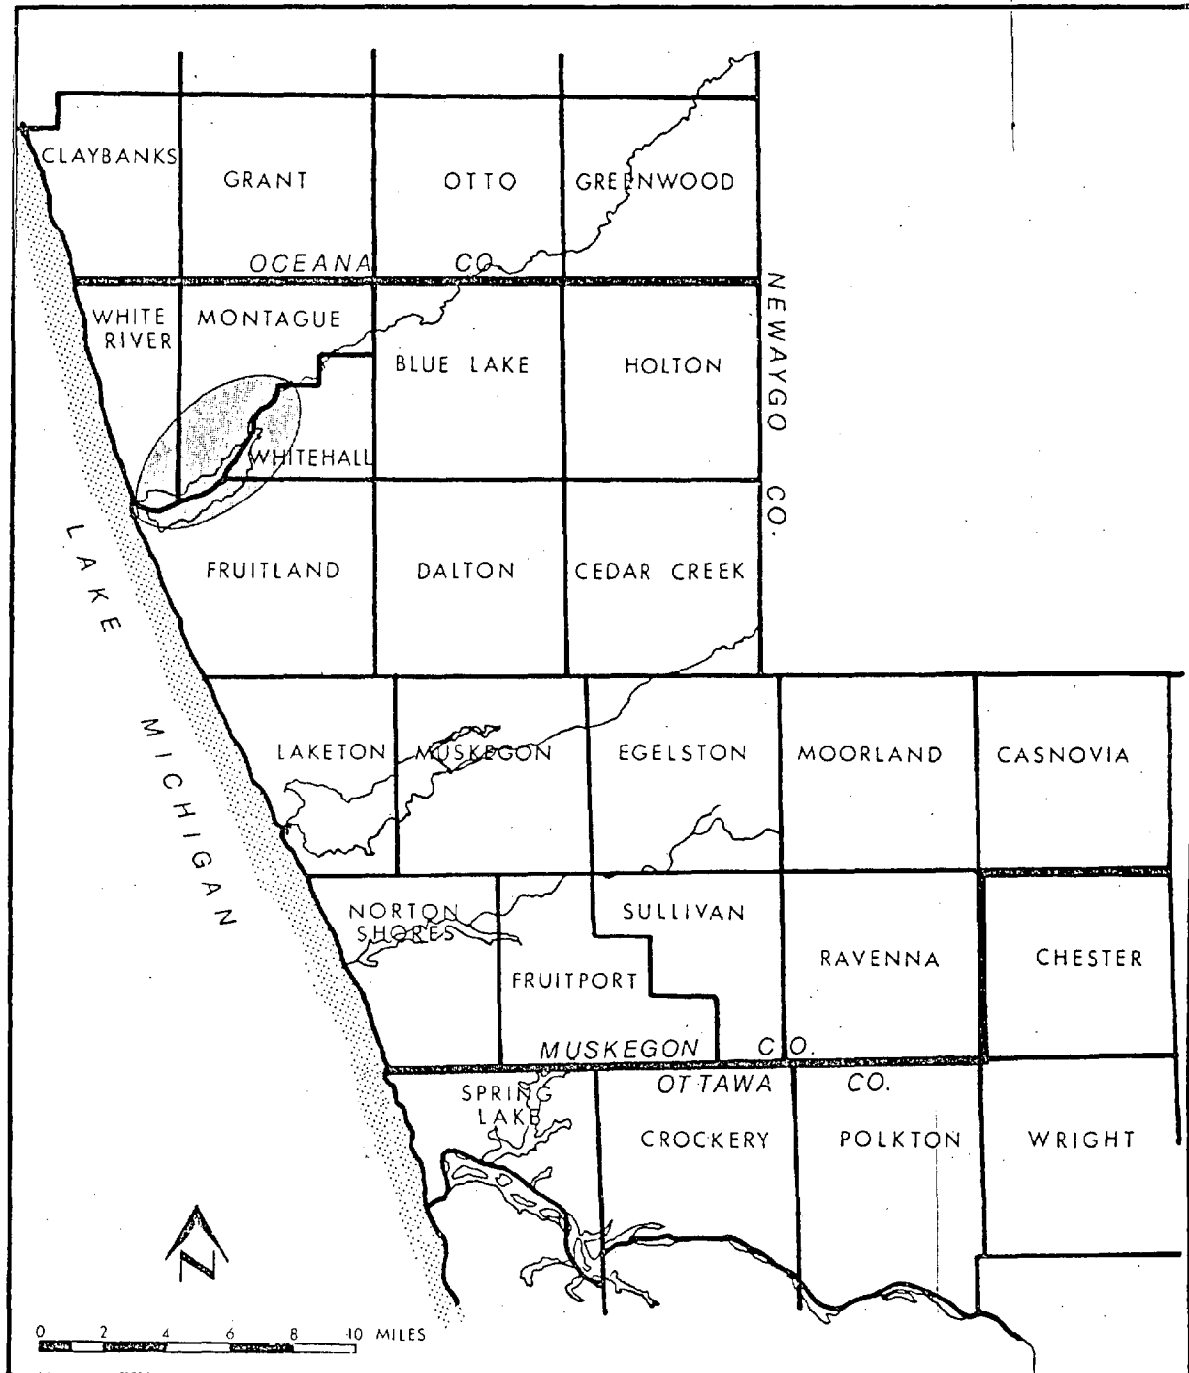 CLAYBANKS
GRANT
OTTO
GREENWOOD
OCEANA CO.
WHITE
RIVER
MONTAGUE
BLUE LAKE
HOLTON
NEWAYGO CO.
WHITEHALL
FRUITLAND
DALTON
CEDAR CREEK
LAKE MICHIGAN
LAKETON
MUSKEGON
EGELSTON
MOORLAND
CASNOVIA
NORTON
SHORES
SULLIVAN
FRUITPORT
RAVENNA
CHESTER
MUSKEGON CO.
OTTAWA CO.
SPRING
LAKE
CROCKERY
POLKTON
WRIGHT
N
0 2 4 6 8 10 MILES